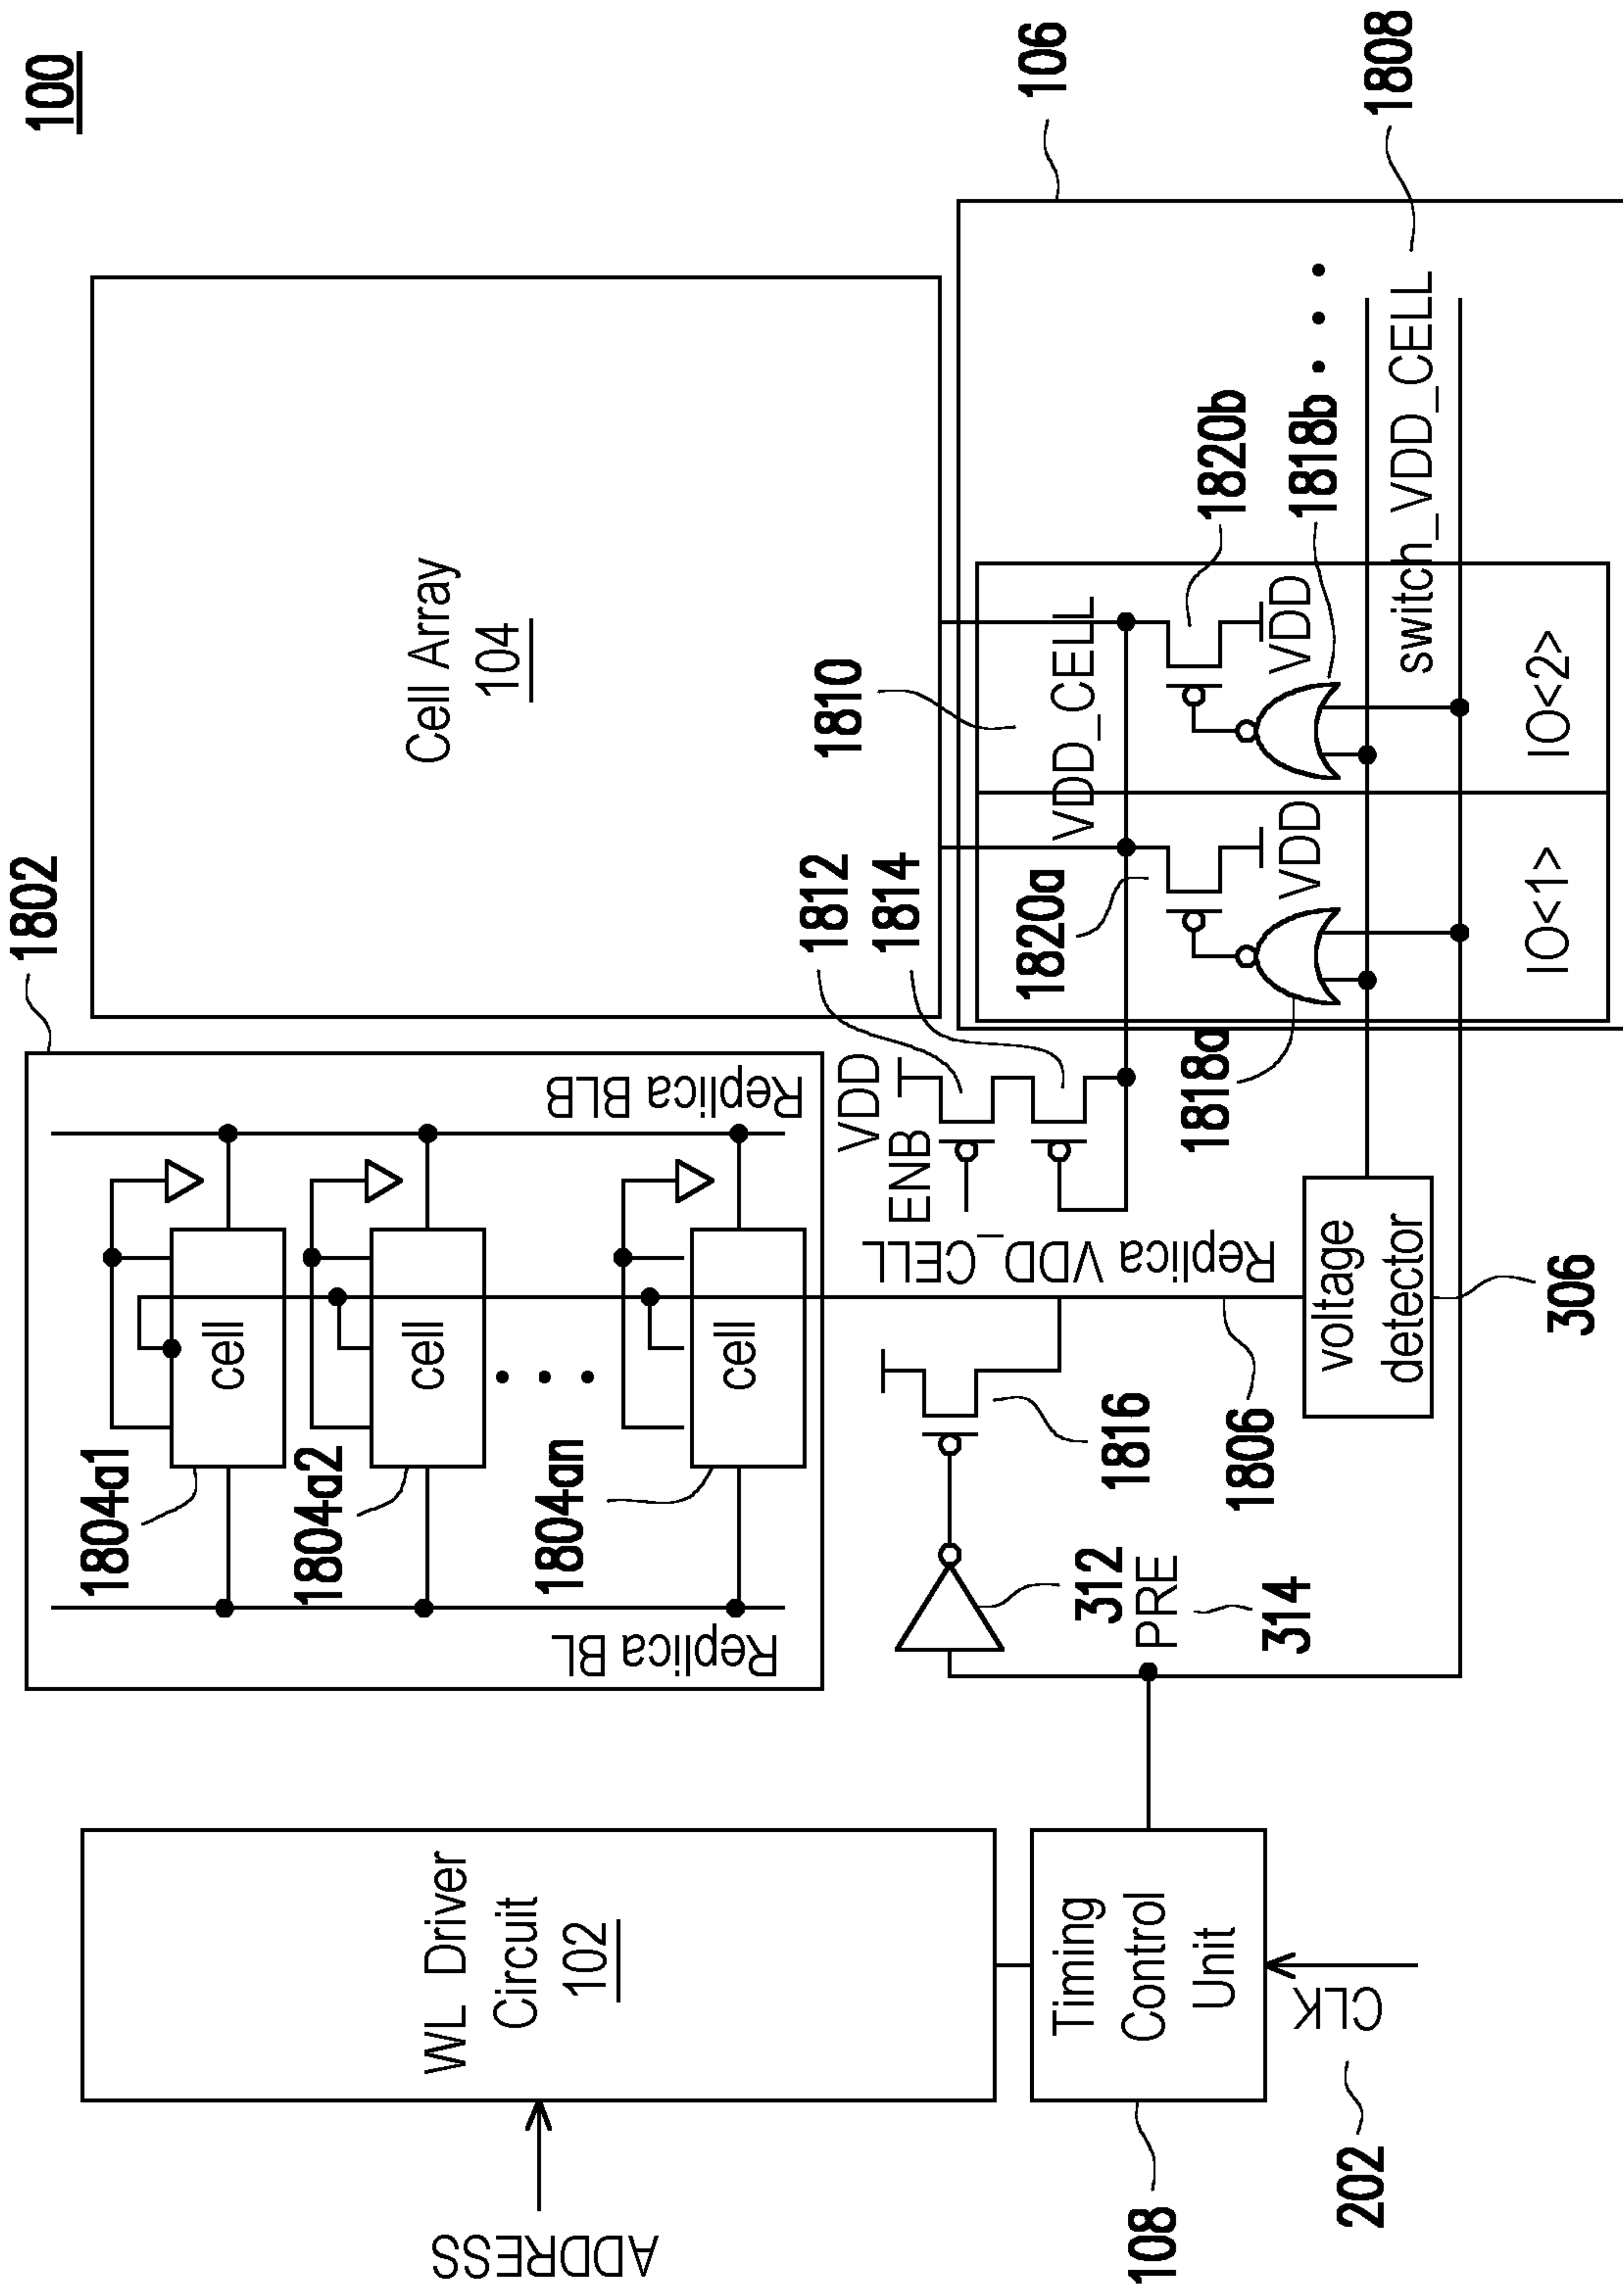 100
1802
Replica BL
Replica BLB
1804a1
cell
1804a2
cell
1804an
cell
Cell Array
104
WL Driver
Circuit
102
ADDRESS
Timing
Control
Unit
108
CLK
202
312
PRE
314
1816
1806
Replica VDD_CELL
voltage
detector
306
VDD
ENB
1812
1814
1810
VDD_CELL
106
1820a
VDD
1818a
IO<1>
1820b
VDD
1818b
IO<2>
switch_VDD_CELL
1808